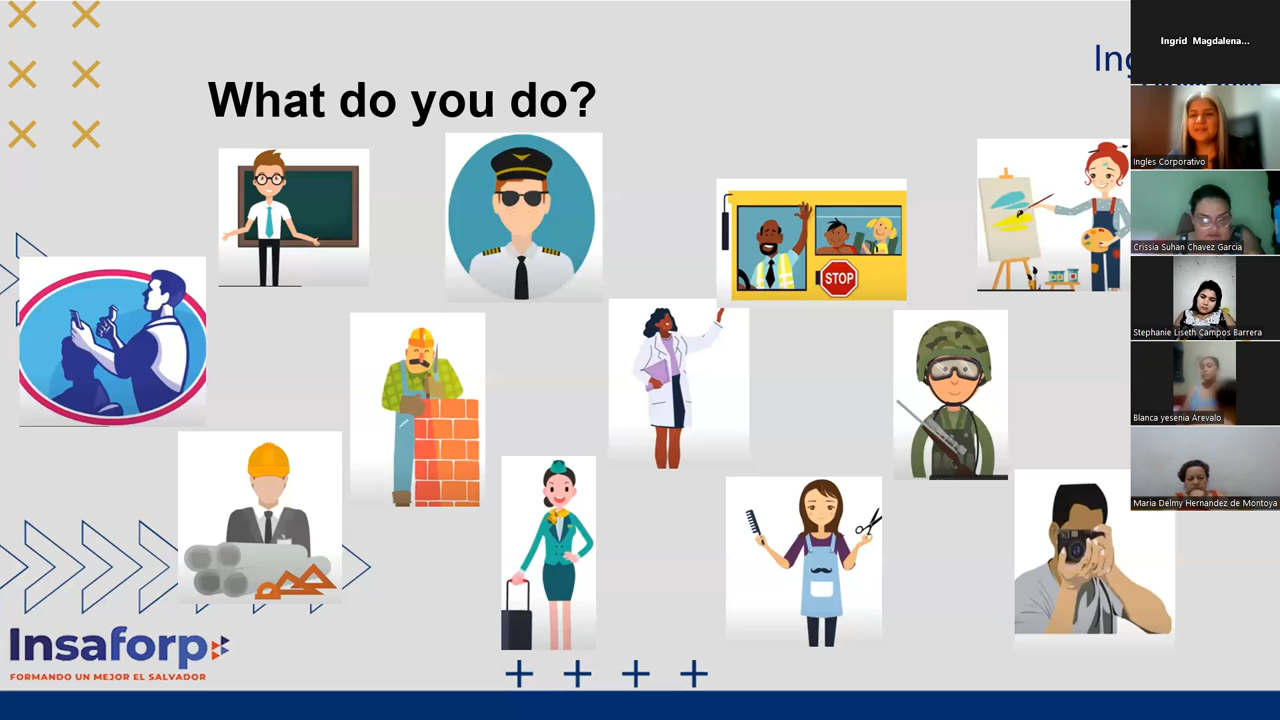 What do you do?
Ing
STOP
Insaforp
FORMANDO UN MEJOR EL SALVADOR
Ingrid Magdalena...
Ingles Corporativo
Crissia Suhan Chavez Garcia
Stephanie Liseth Campos Barrera
Blanca yesenia Arevalo
Maria Delmy Hernandez de Montoya